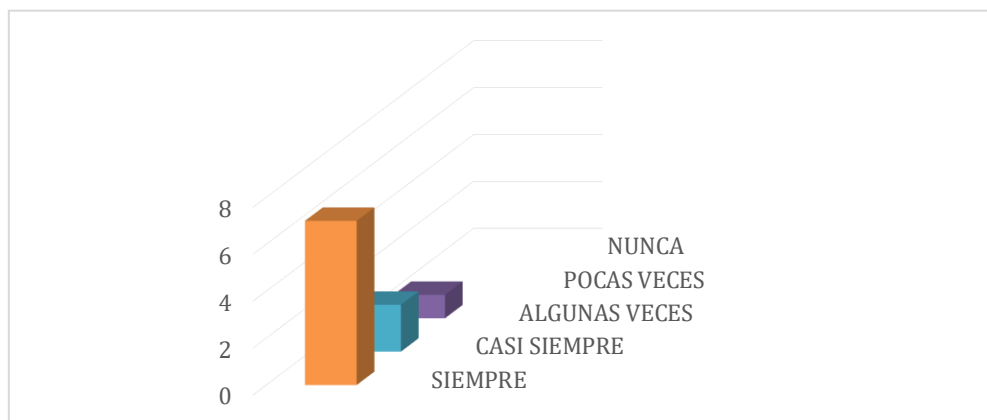 8
6
4
2
0
NUNCA
POCAS VECES
ALGUNAS VECES
CASI SIEMPRE
SIEMPRE